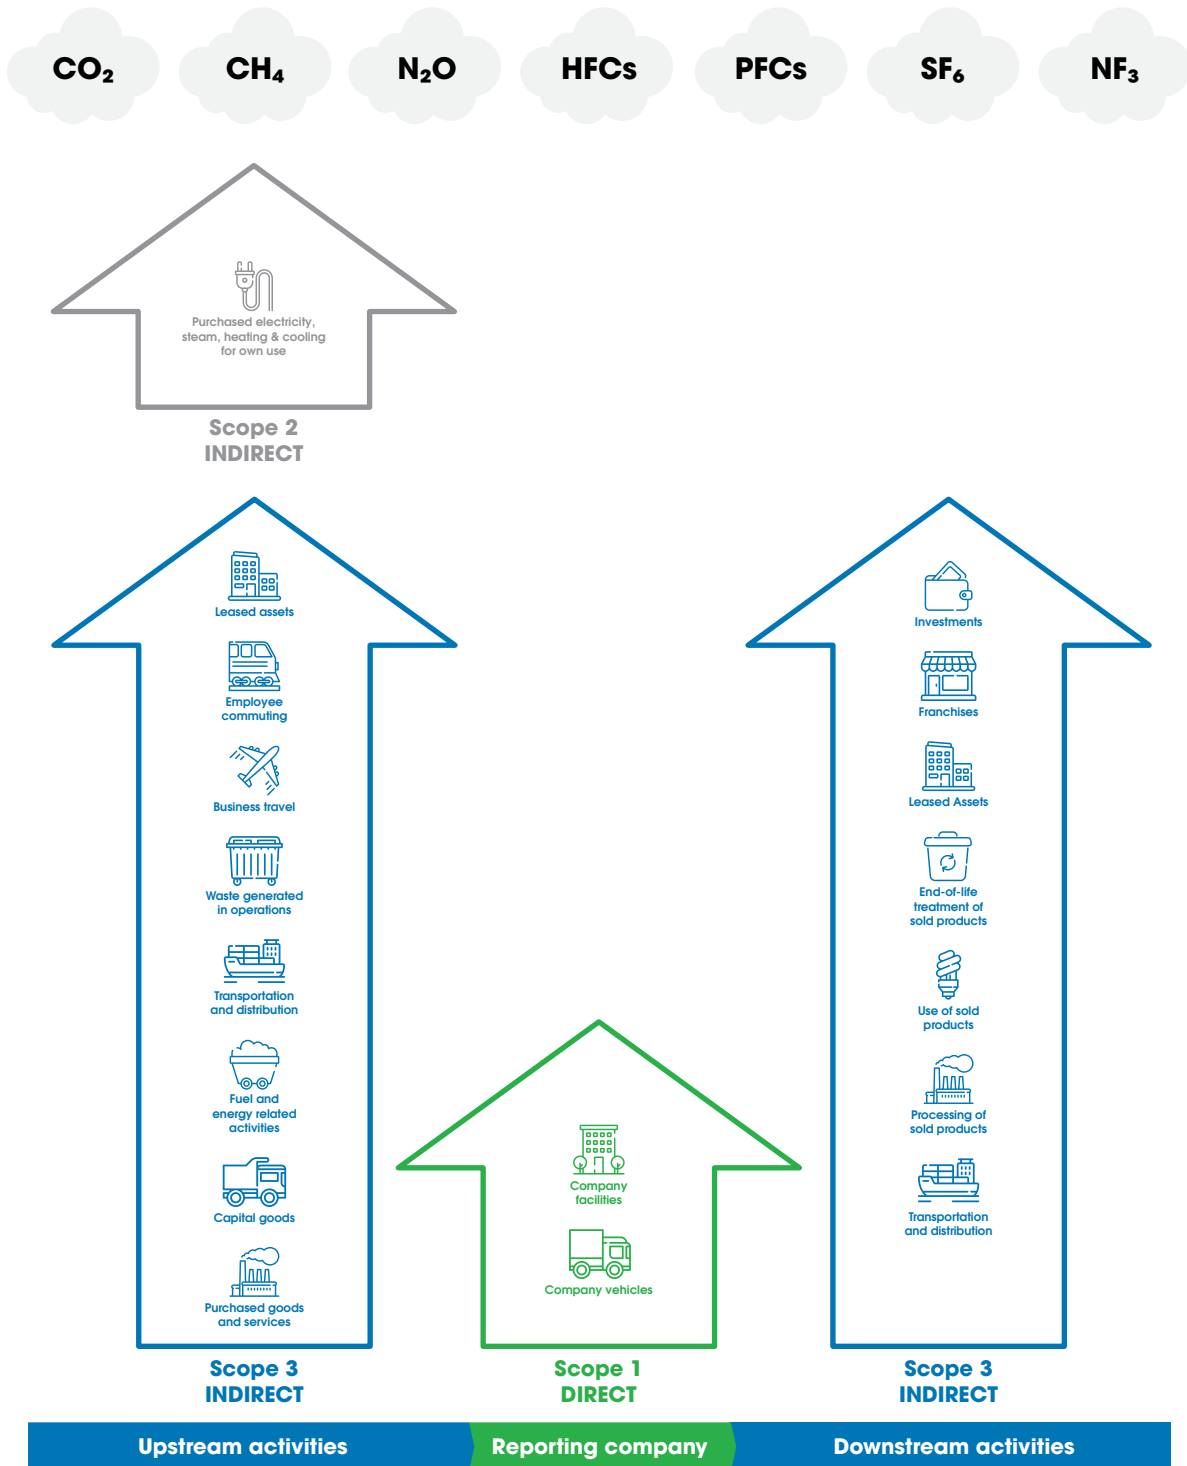 CO₂
CH₄
N₂O
HFCs
PFCs
SF₆
NF₃
Purchased electricity,
steam, heating & cooling
for own use
Scope 2
INDIRECT
Leased assets
Employee
commuting
Business travel
Waste generated
in operations
Transportation
and distribution
Fuel and
energy related
activities
Capital goods
Purchased goods
and services
Scope 3
INDIRECT
Company
facilities
Company vehicles
Scope 1
DIRECT
Investments
Franchises
Leased Assets
End-of-life
treatment of
sold products
Use of sold
products
Processing of
sold products
Transportation
and distribution
Scope 3
INDIRECT
Upstream activities
Reporting company
Downstream activities